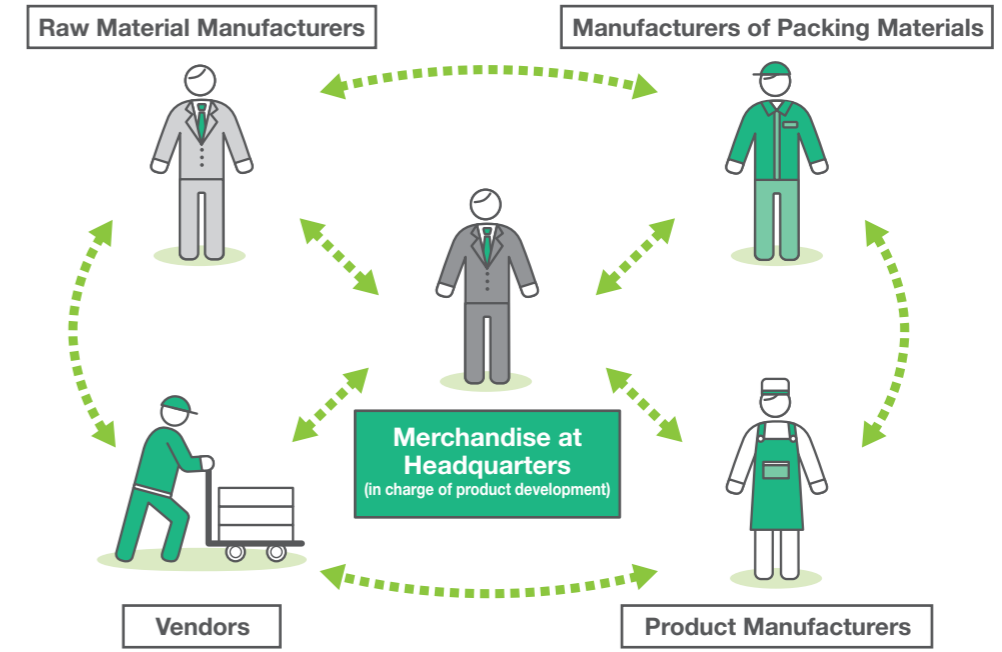 Raw Material Manufacturers
Manufacturers of Packing Materials
Merchandise at
Headquarters
(in charge of product development)
Vendors
Product Manufacturers